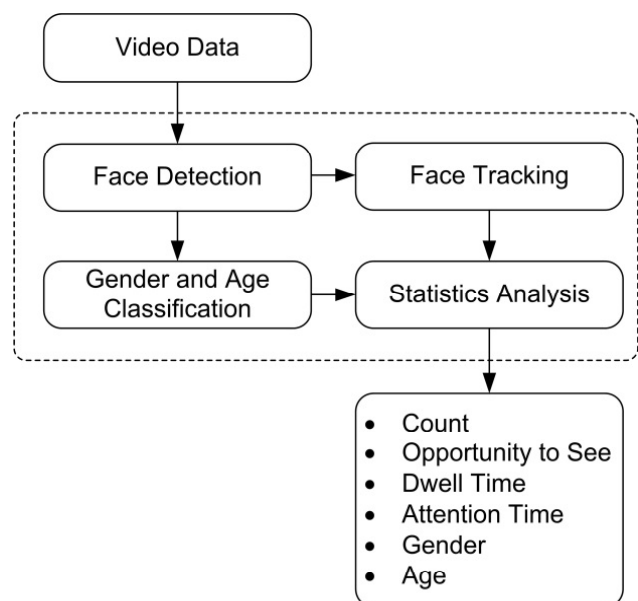 Video Data
Face Detection
Face Tracking
Gender and Age
Classification
Statistics Analysis
• Count
• Opportunity to See
• Dwell Time
• Attention Time
• Gender
• Age